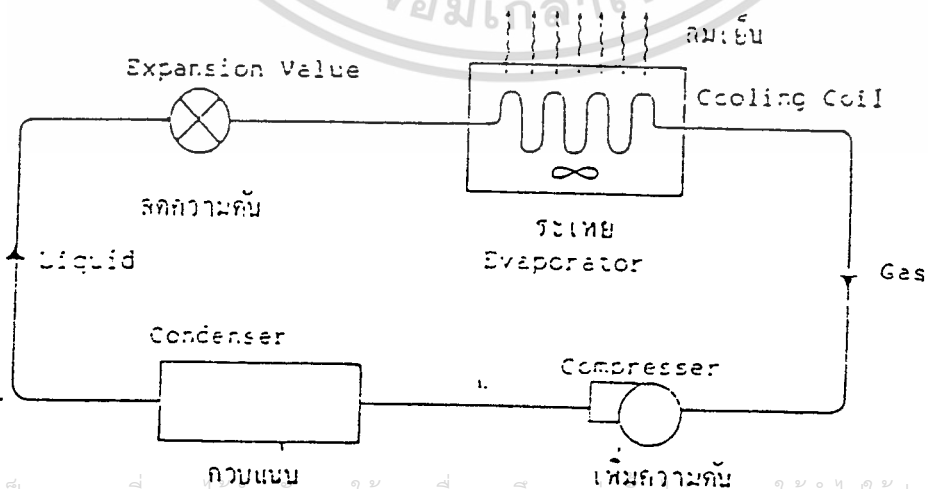 ลมเย็น
Expansion Value
Cooling Coil
ลดความดัน
ระเหย
Evaporator
Liquid
Gas
Condenser
Compresser
ควบแนน
เพิ่มความดัน